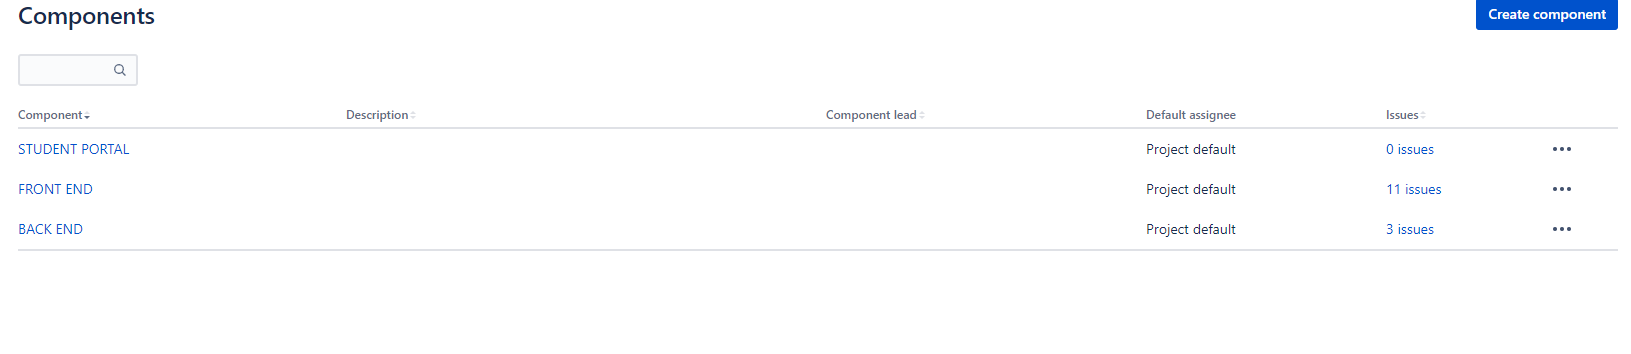 Components
Create component
Component Description Component lead Default assignee Issues
STUDENT PORTAL Project default 0 issues
FRONT END Project default 11 issues
BACK END Project default 3 issues